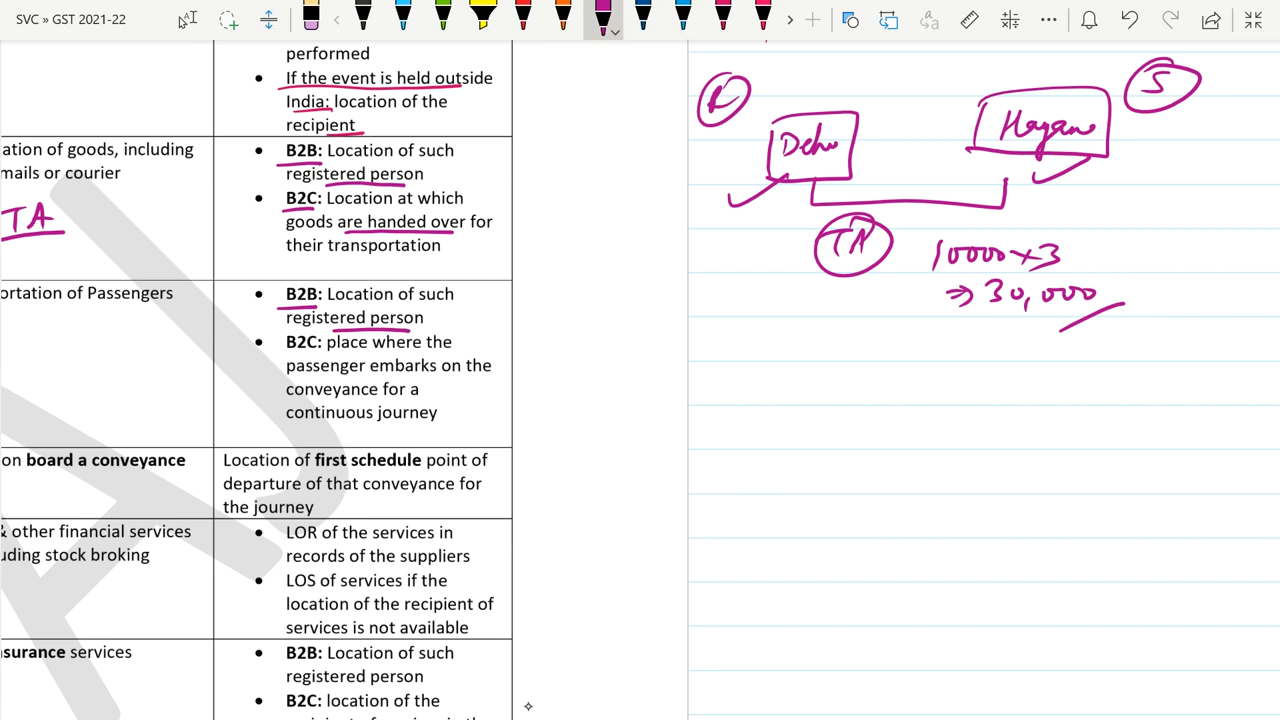 SVC » GST 2021-22
performed
• If the event is held outside
India: location of the
recipient
ation of goods, including
mails or courier
TA
• B2B: Location of such
registered person
• B2C: Location at which
goods are handed over for
their transportation
ortation of Passengers
• B2B: Location of such
registered person
• B2C: place where the
passenger embarks on the
conveyance for a
continuous journey
on board a conveyance
Location of first schedule point of
departure of that conveyance for
the journey
& other financial services
uding stock broking
• LOR of the services in
records of the suppliers
• LOS of services if the
location of the recipient of
services is not available
surance services
• B2B: Location of such
registered person
• B2C: location of the
R
S
TA
10000 x 3
⇒ 30,000